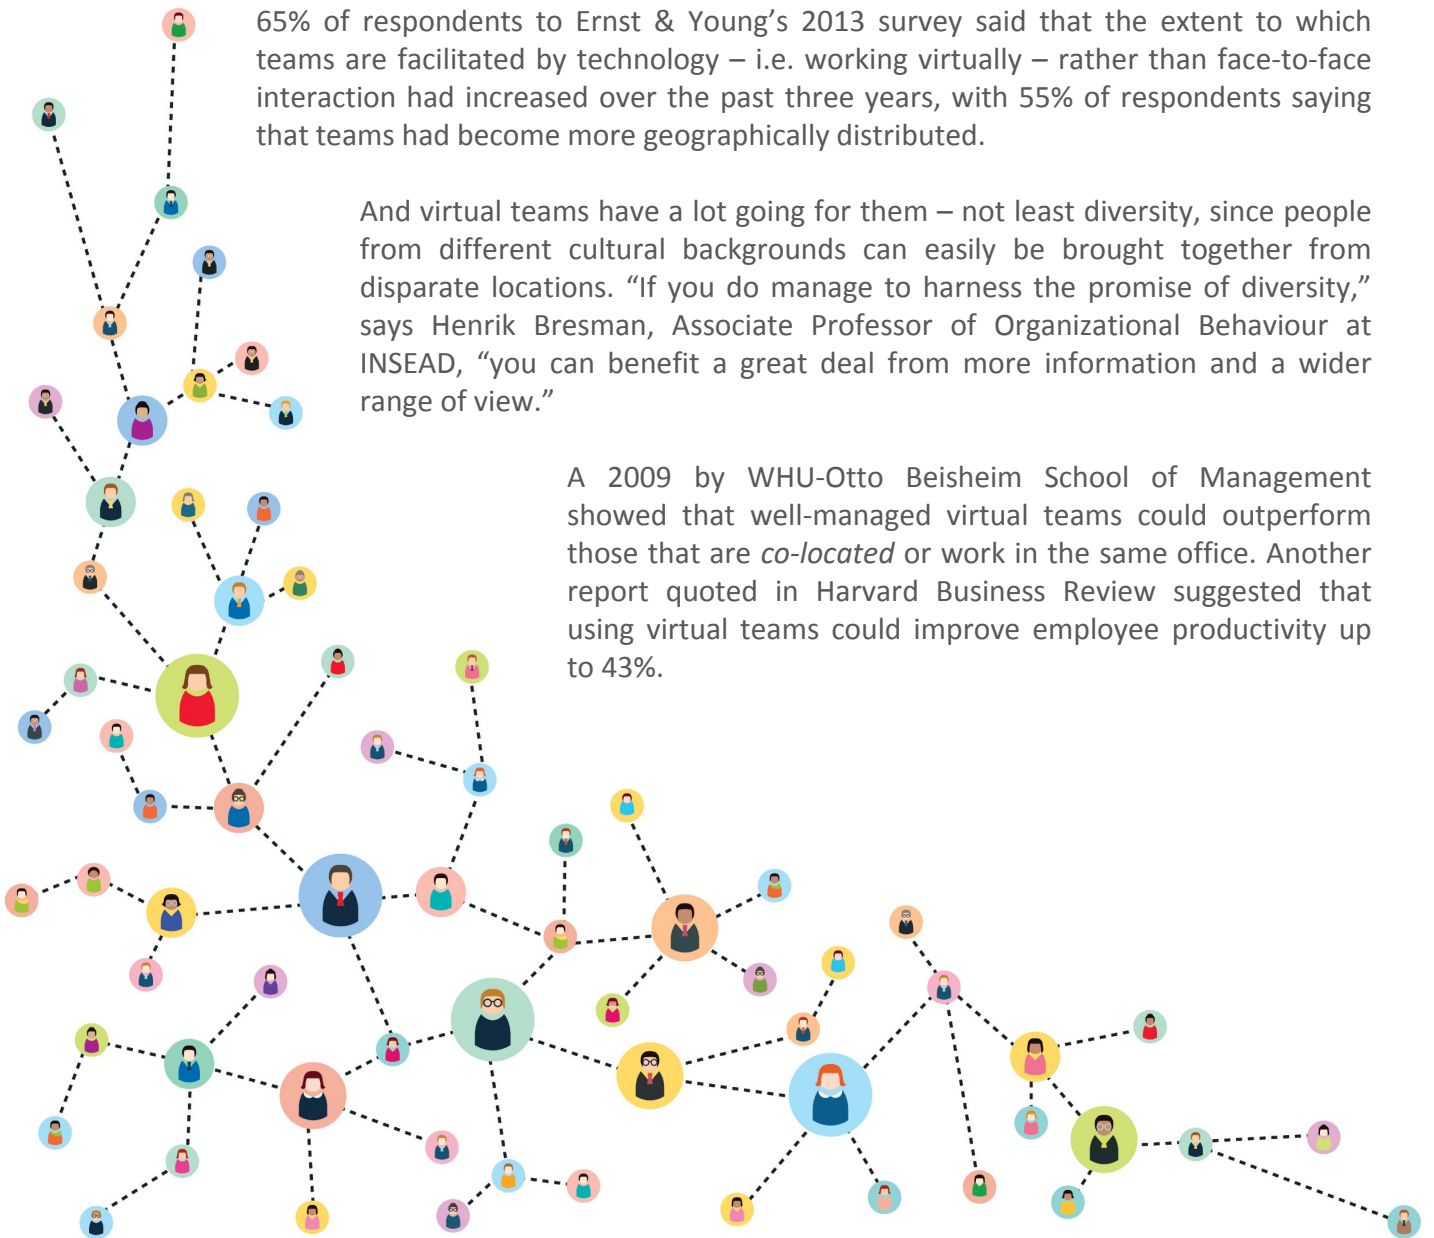 65% of respondents to Ernst & Young’s 2013 survey said that the extent to which
teams are facilitated by technology – i.e. working virtually – rather than face-to-face
interaction had increased over the past three years, with 55% of respondents saying
that teams had become more geographically distributed.
And virtual teams have a lot going for them – not least diversity, since people
from different cultural backgrounds can easily be brought together from
disparate locations. “If you do manage to harness the promise of diversity,”
says Henrik Bresman, Associate Professor of Organizational Behaviour at
INSEAD, “you can benefit a great deal from more information and a wider
range of view.”
A 2009 by WHU-Otto Beisheim School of Management
showed that well-managed virtual teams could outperform
those that are co-located or work in the same office. Another
report quoted in Harvard Business Review suggested that
using virtual teams could improve employee productivity up
to 43%.